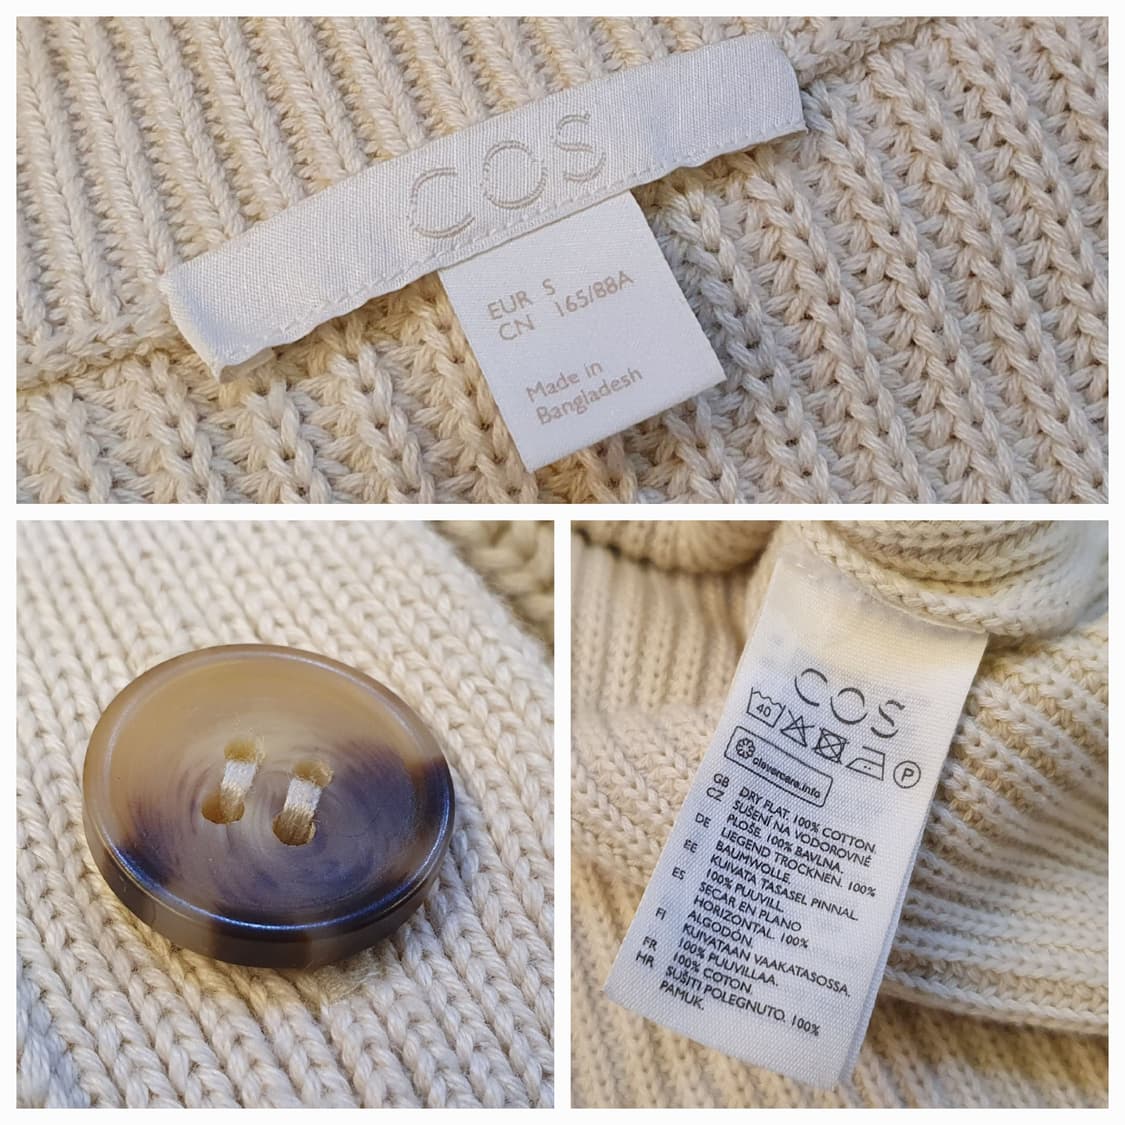 COS
EUR S
CN 165/88A
Made in
Bangladesh
COS
40
P
clevercare.info
GB DRY FLAT. 100% COTTON.
CZ SUŠENÍ NA VODOROVNÉ
PLOŠE. 100% BAVLNA.
DE LIEGEND TROCKNEN. 100%
BAUMWOLLE.
EE KUIVATA TASASEL PINNAL.
100% PUUVILL.
ES SECAR EN PLANO
HORIZONTAL. 100%
ALGODÓN.
FI KUIVATAAN VAAKATASOSSA.
100% PUUVILLAA.
FR 100% COTON.
HR SUŠITI POLEGNUTO. 100%
PAMUK.